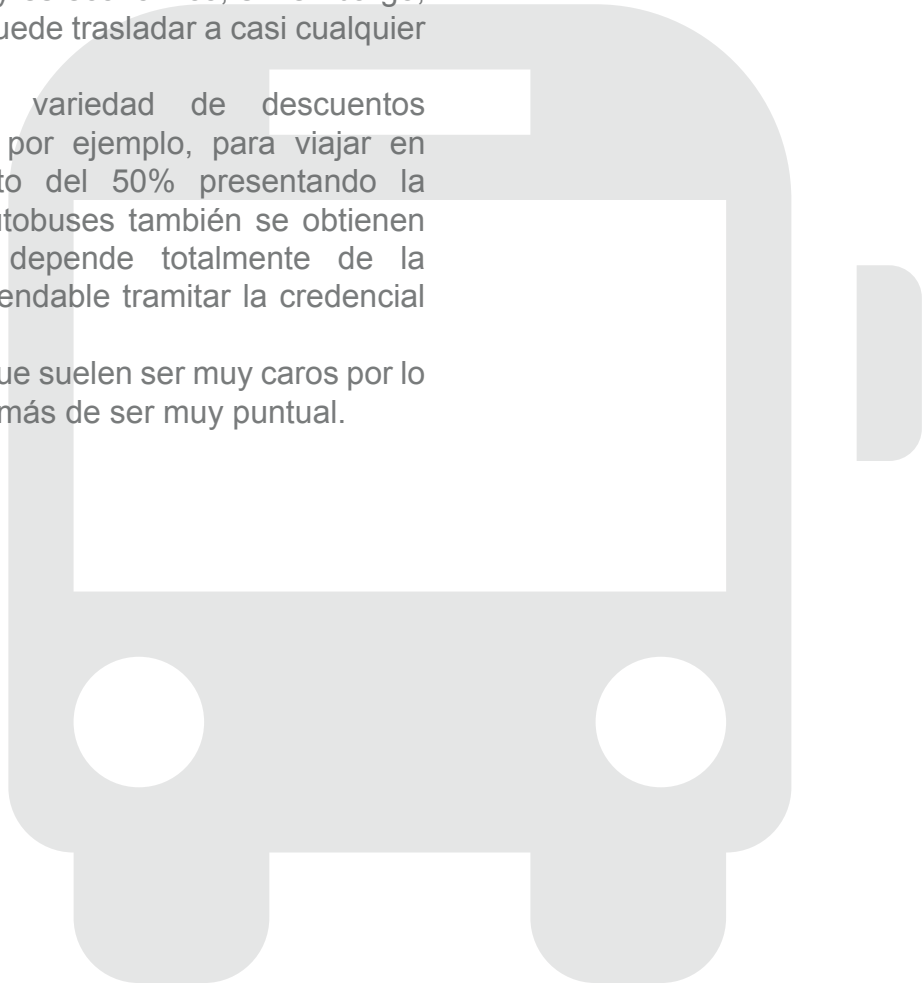 uede trasladar a casi cualquier
variedad de descuentos
por ejemplo, para viajar en
to del 50% presentando la
utobuses también se obtienen
depende totalmente de la
endable tramitar la credencial
ue suelen ser muy caros por lo
más de ser muy puntual.